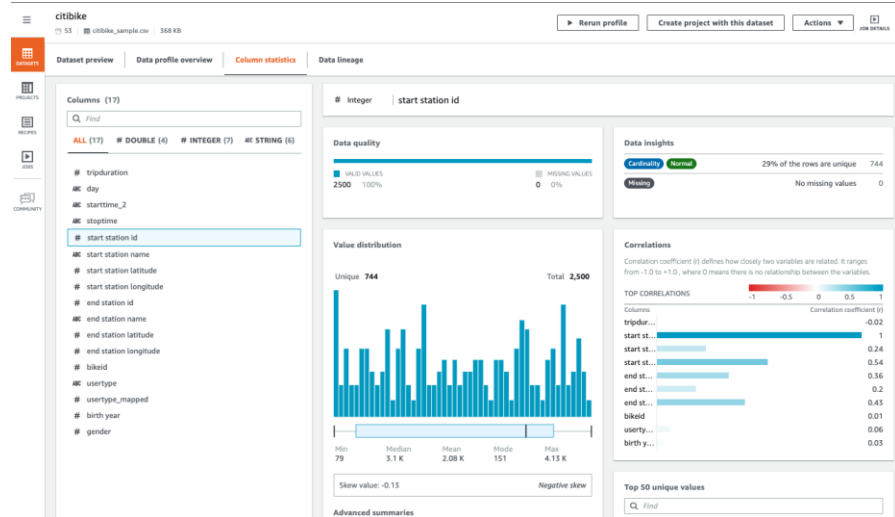 citibike
53 citibike_sample.csv 368 KB
Rerun profile
Create project with this dataset
Actions
JOB DETAILS
DATASETS
PROJECTS
RECIPES
JOBS
COMMUNITY
Dataset preview
Data profile overview
Column statistics
Data lineage
Columns (17)
Find
ALL (17) # DOUBLE (4) # INTEGER (7) ABC STRING (6)
# tripduration
ABC day
ABC starttime_2
ABC stoptime
# start station id
ABC start station name
# start station latitude
# start station longitude
# end station id
ABC end station name
# end station latitude
# end station longitude
# bikeid
ABC usertype
# usertype_mapped
# birth year
# gender
# Integer start station id
Data quality
VALID VALUES MISSING VALUES
2500 100% 0 0%
Data insights
Cardinality Normal 29% of the rows are unique 744
Missing No missing values 0
Value distribution
Unique 744 Total 2,500
Min Median Mean Mode Max
79 3.1 K 2.08 K 151 4.13 K
Skew value: -0.13 Negative skew
Advanced summaries
Correlations
Correlation coefficient (r) defines how closely two variables are related. It ranges
from -1.0 to +1.0 , where 0 means there is no relationship between the variables.
TOP CORRELATIONS
-1 -0.5 0 0.5 1
Columns Correlation coefficient (r)
tripdur... -0.02
start st... 1
start st... 0.24
start st... 0.54
end st... 0.36
end st... 0.2
end st... 0.43
bikeid 0.01
userty... 0.06
birth y... 0.03
Top 50 unique values
Find